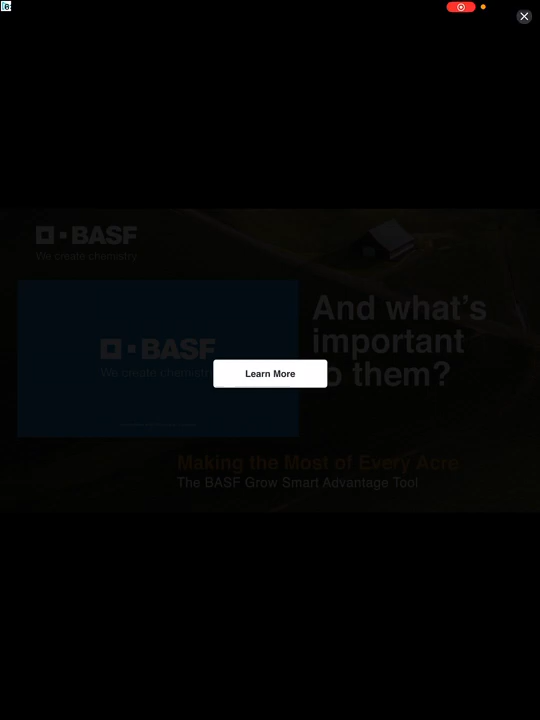 BASF
We create chemistry
And what's
important
to them?
BASF
We create chemistry
Learn More
Making the Most of Every Acre
The BASF Grow Smart Advantage Tool